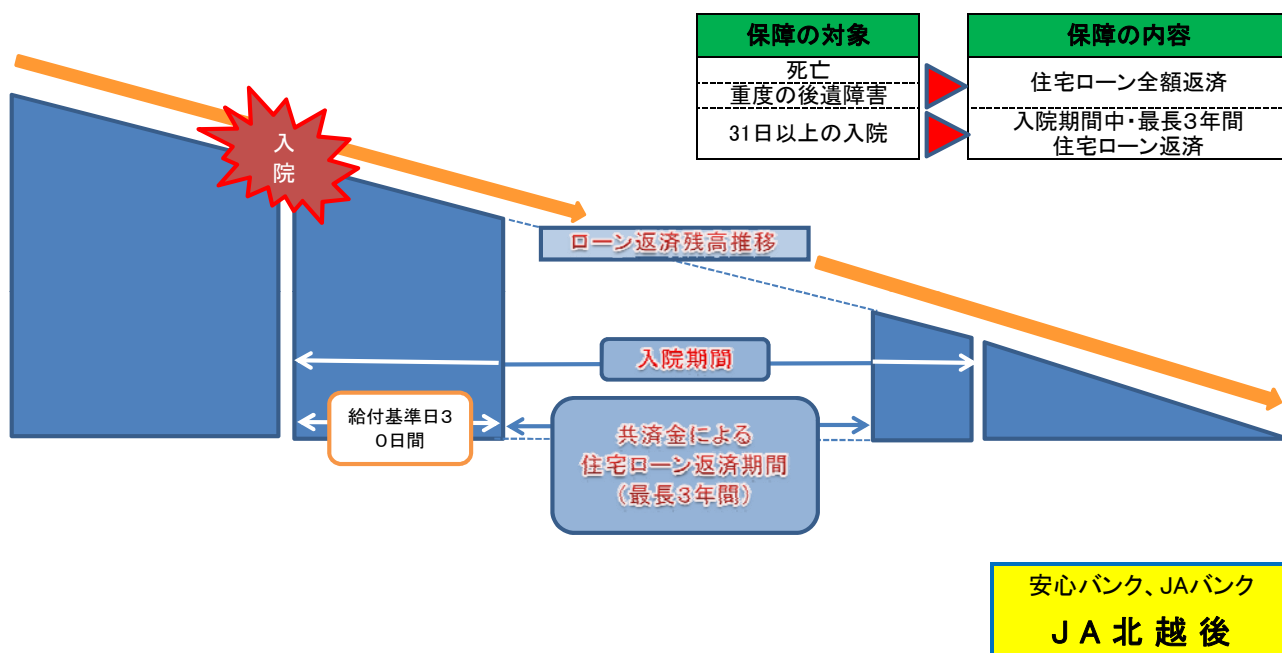 保障の対象
保障の内容
死亡
重度の後遺障害
住宅ローン全額返済
31日以上の入院
入院期間中・最長３年間
住宅ローン返済
入
院
ローン返済残高推移
入院期間
給付基準日３
０日間
共済金による
住宅ローン返済期間
（最長３年間）
安心バンク、JAバンク
ＪＡ北越後